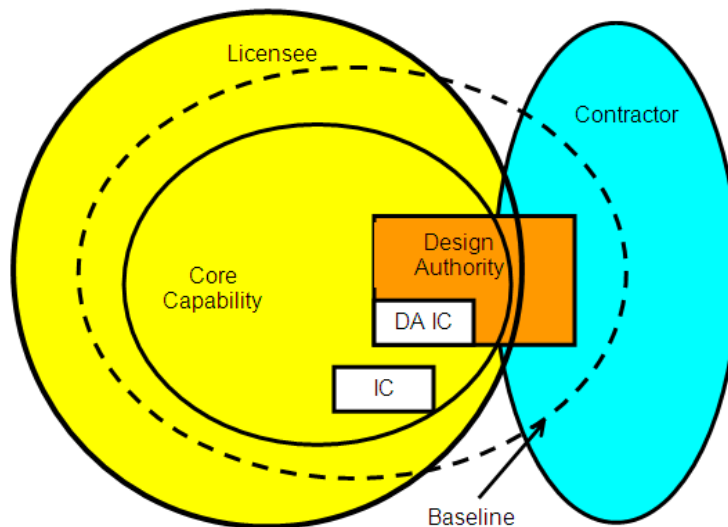 Licensee
Contractor
Design
Authority
Core
Capability
DA IC
IC
Baseline